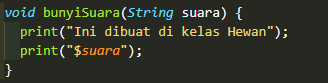 void bunyiSuara(String suara) {
  print("Ini dibuat di kelas Hewan");
  print("$suara");
}